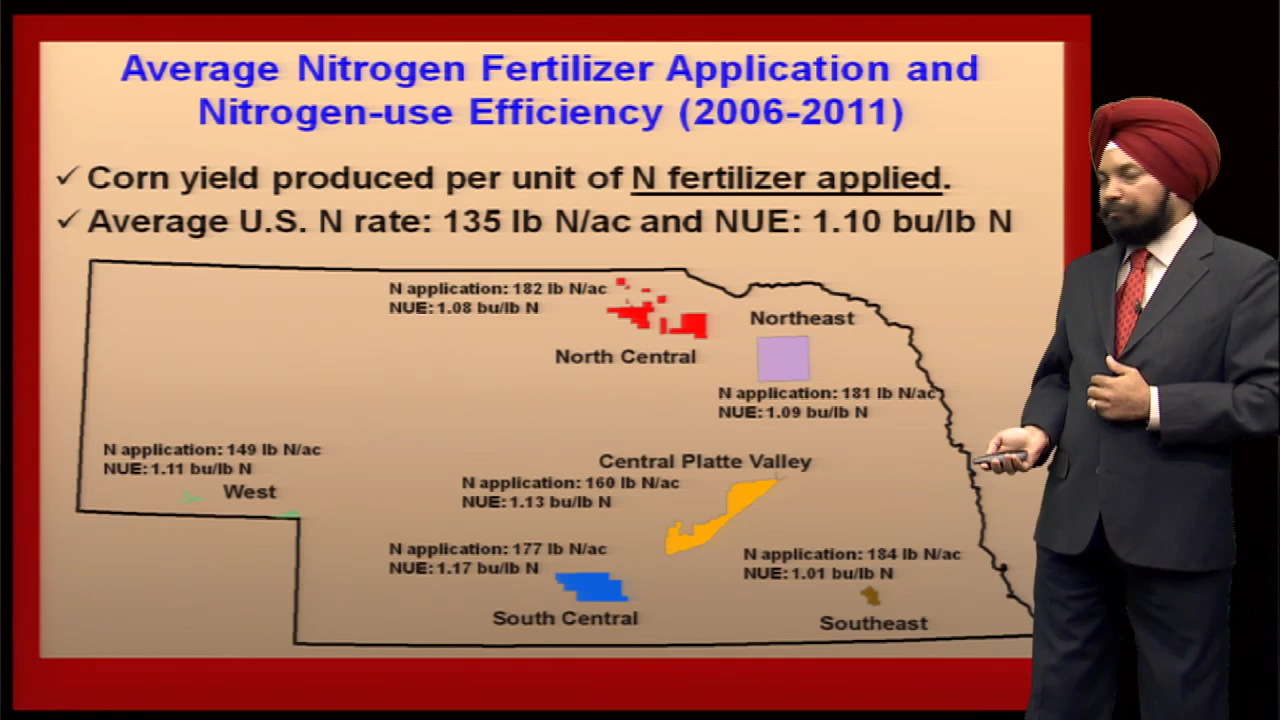 Average Nitrogen Fertilizer Application and
Nitrogen-use Efficiency (2006-2011)
✓ Corn yield produced per unit of N fertilizer applied.
✓ Average U.S. N rate: 135 lb N/ac and NUE: 1.10 bu/lb N
N application: 182 lb N/ac
NUE: 1.08 bu/lb N
North Central
Northeast
N application: 181 lb N/ac
NUE: 1.09 bu/lb N
N application: 149 lb N/ac
NUE: 1.11 bu/lb N
West
Central Platte Valley
N application: 160 lb N/ac
NUE: 1.13 bu/lb N
N application: 177 lb N/ac
NUE: 1.17 bu/lb N
South Central
N application: 184 lb N/ac
NUE: 1.01 bu/lb N
Southeast